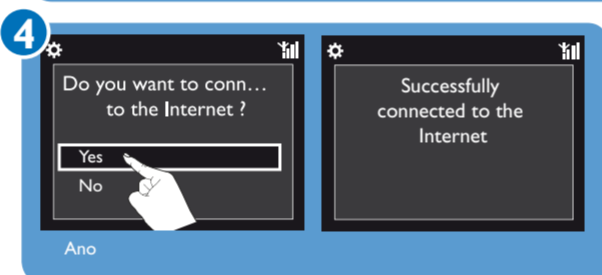 4
Do you want to conn...
to the Internet ?
Yes
No
Successfully
connected to the
Internet
Ano